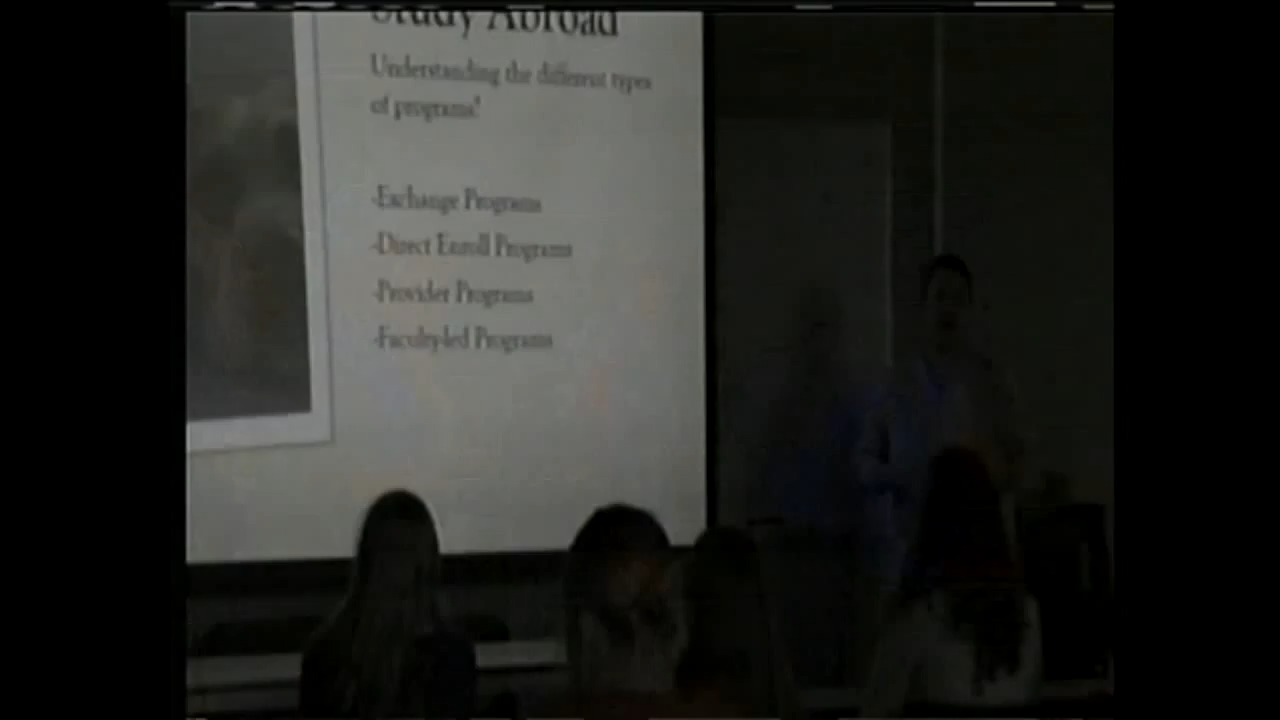 Study Abroad
Understanding the different types
of programs!
-Exchange Programs
-Direct Enroll Programs
-Provider Programs
-Faculty-led Programs